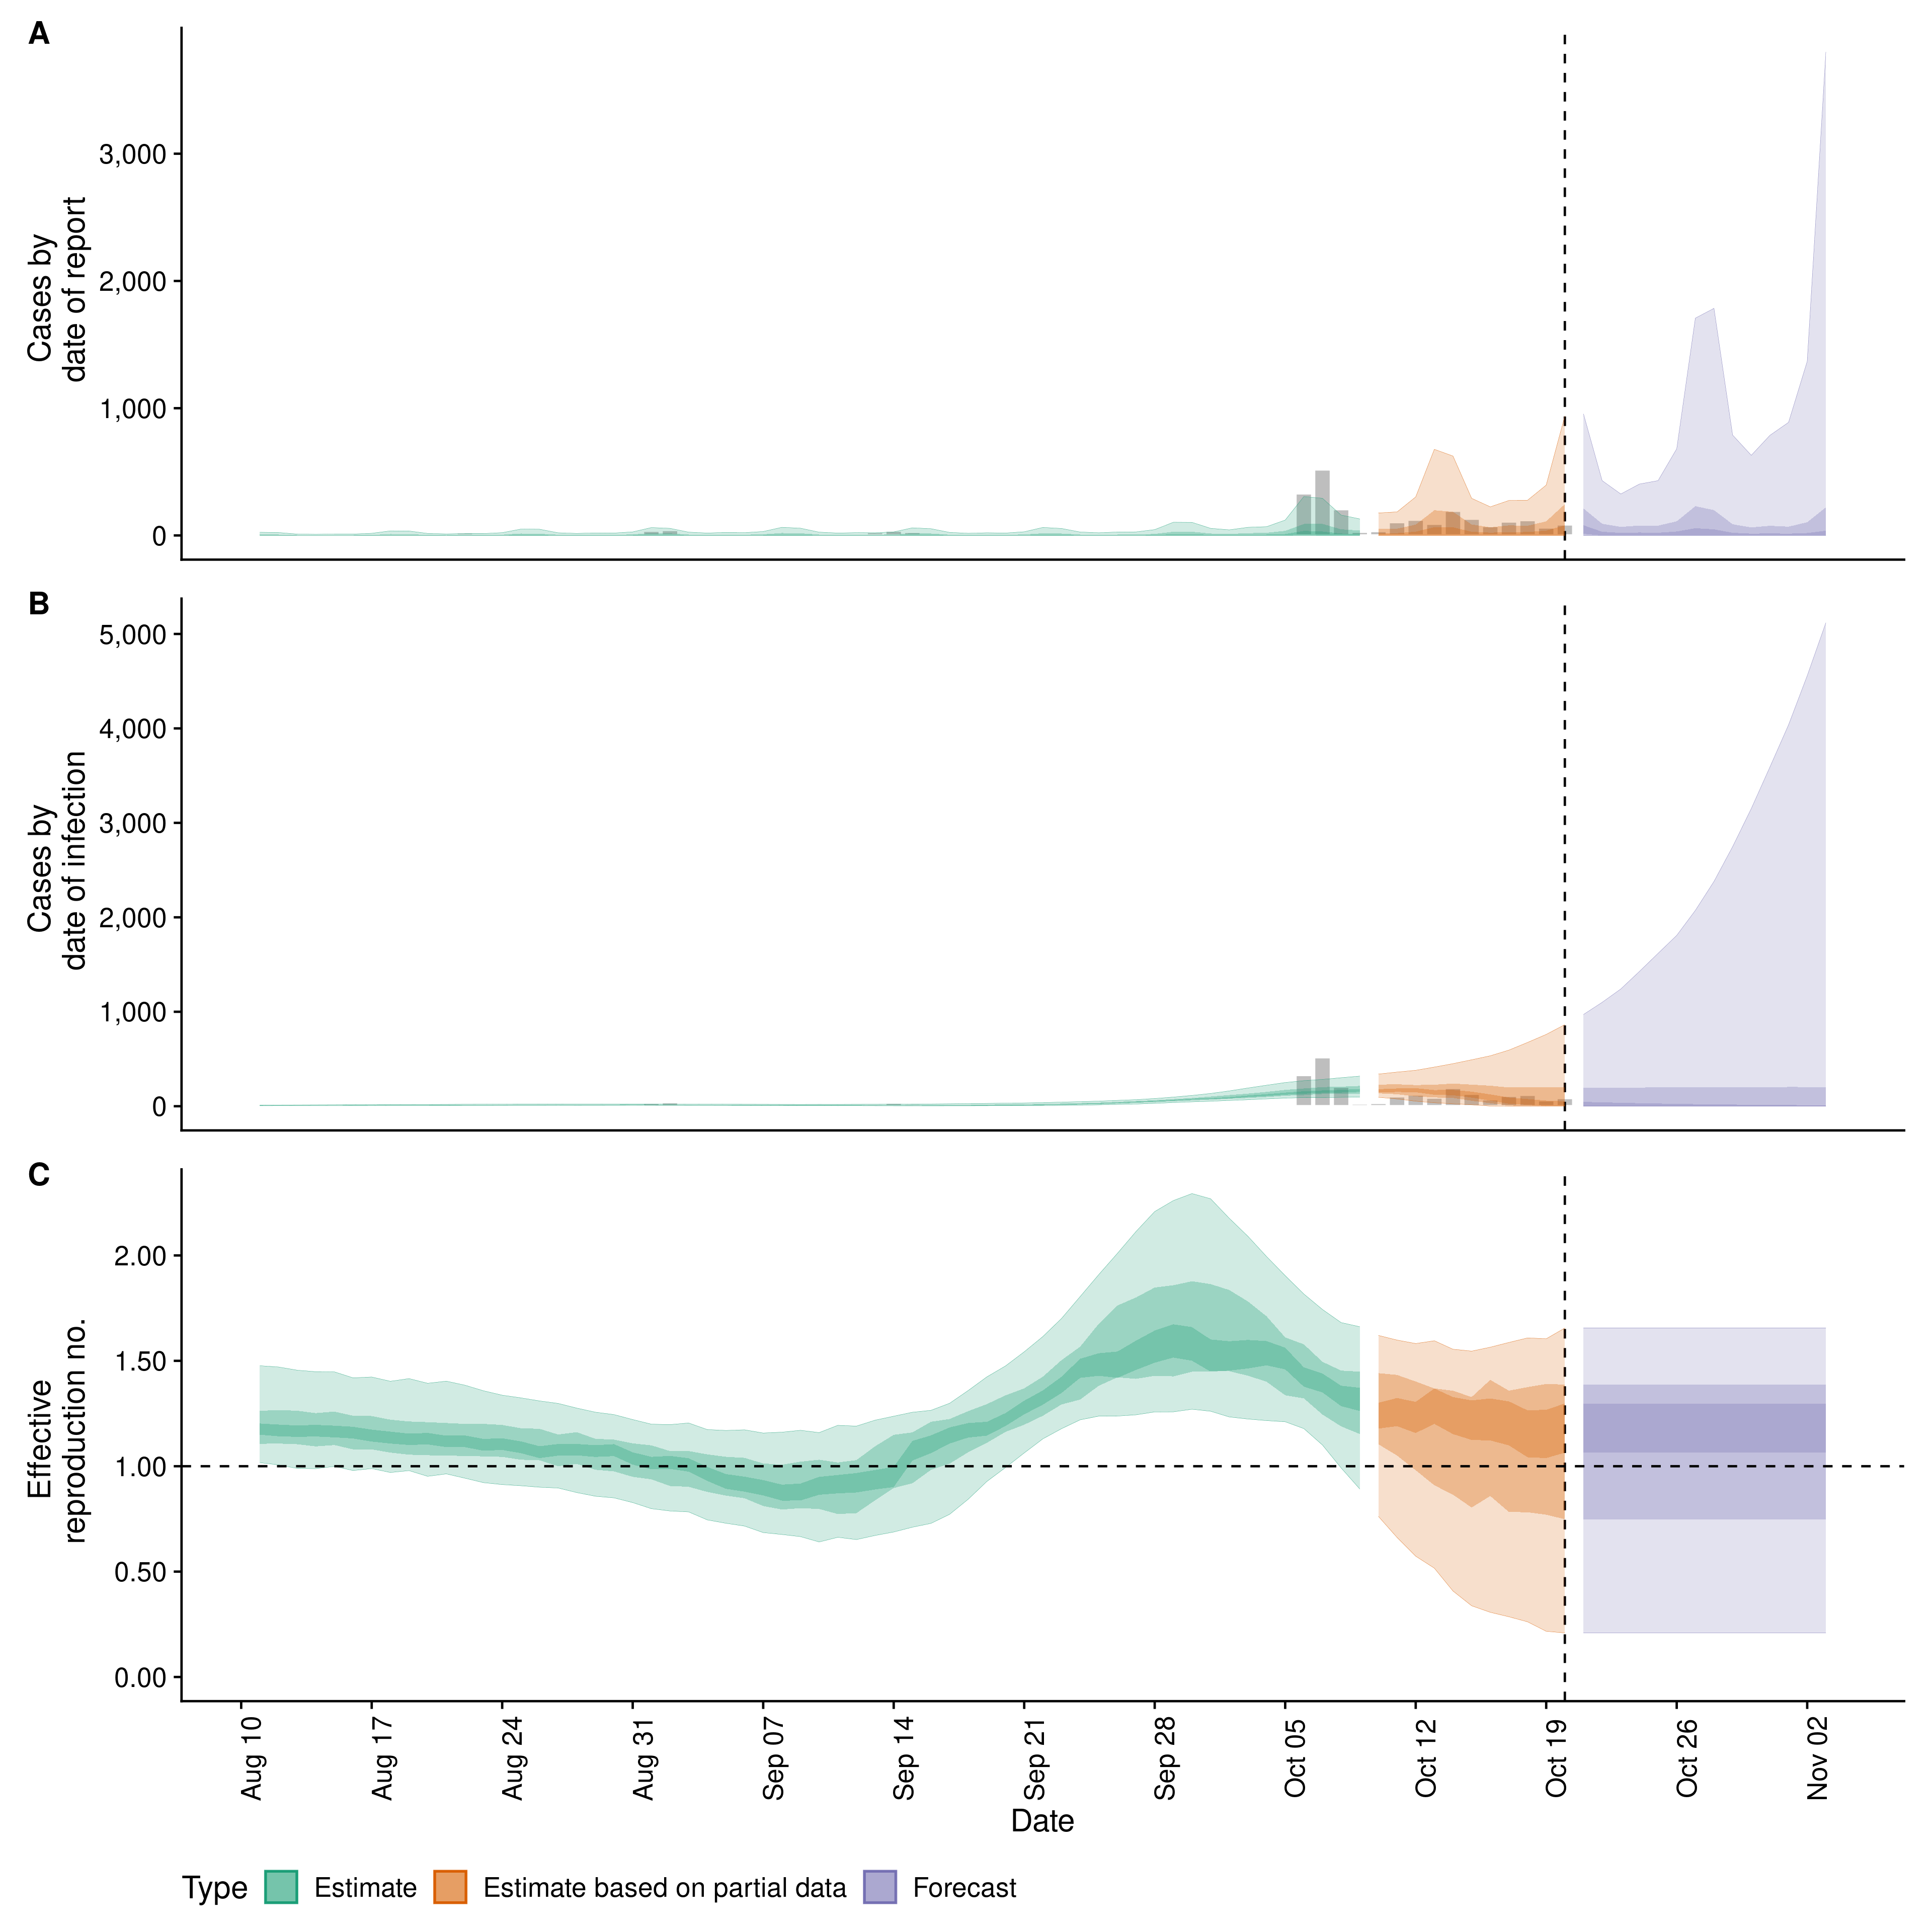 A
Cases by
date of report
3,000
2,000
1,000
0
B
Cases by
date of infection
5,000
4,000
3,000
2,000
1,000
0
C
Effective
reproduction no.
2.00
1.50
1.00
0.50
0.00
Aug 10
Aug 17
Aug 24
Aug 31
Sep 07
Sep 14
Sep 21
Sep 28
Oct 05
Oct 12
Oct 19
Oct 26
Nov 02
Date
Type
Estimate
Estimate based on partial data
Forecast